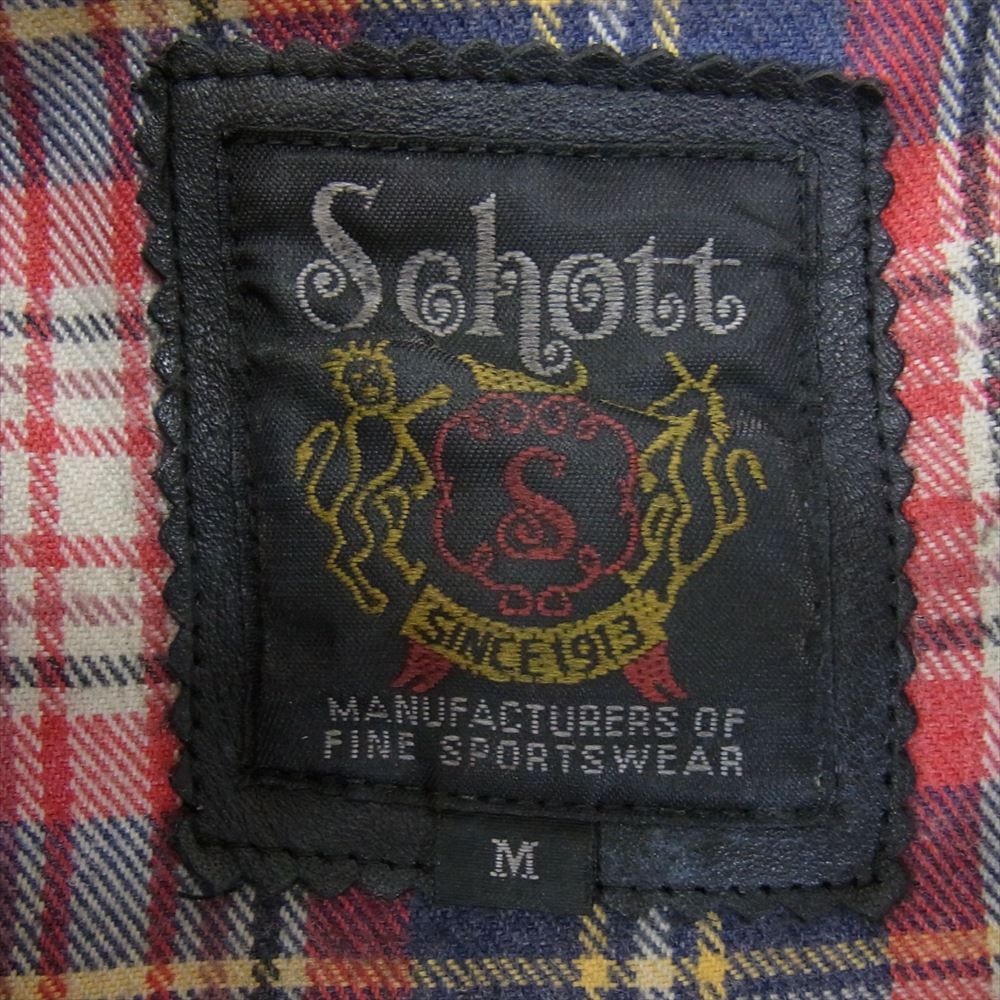 Schott
S
SINCE 1913
MANUFACTURERS OF
FINE SPORTSWEAR
M